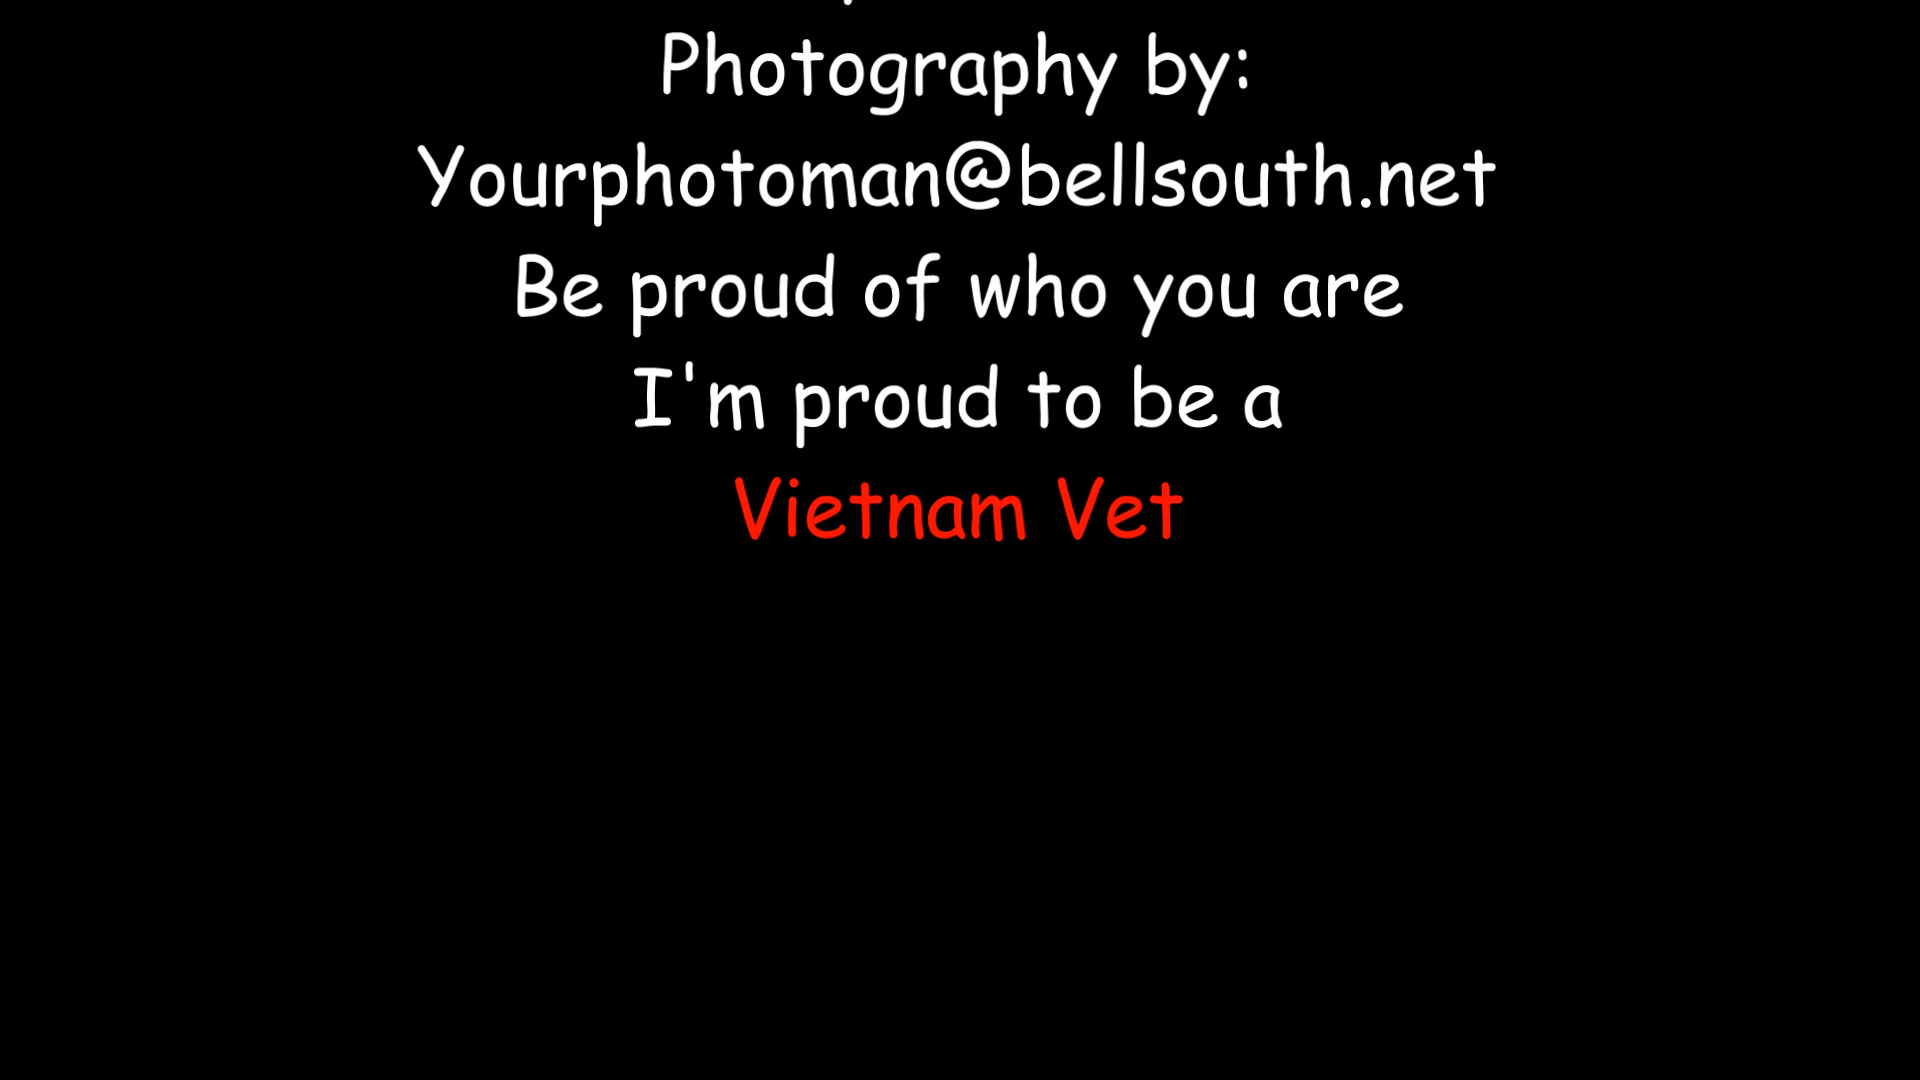 Photography by:
Yourphotoman@bellsouth.net
Be proud of who you are
I'm proud to be a
Vietnam Vet